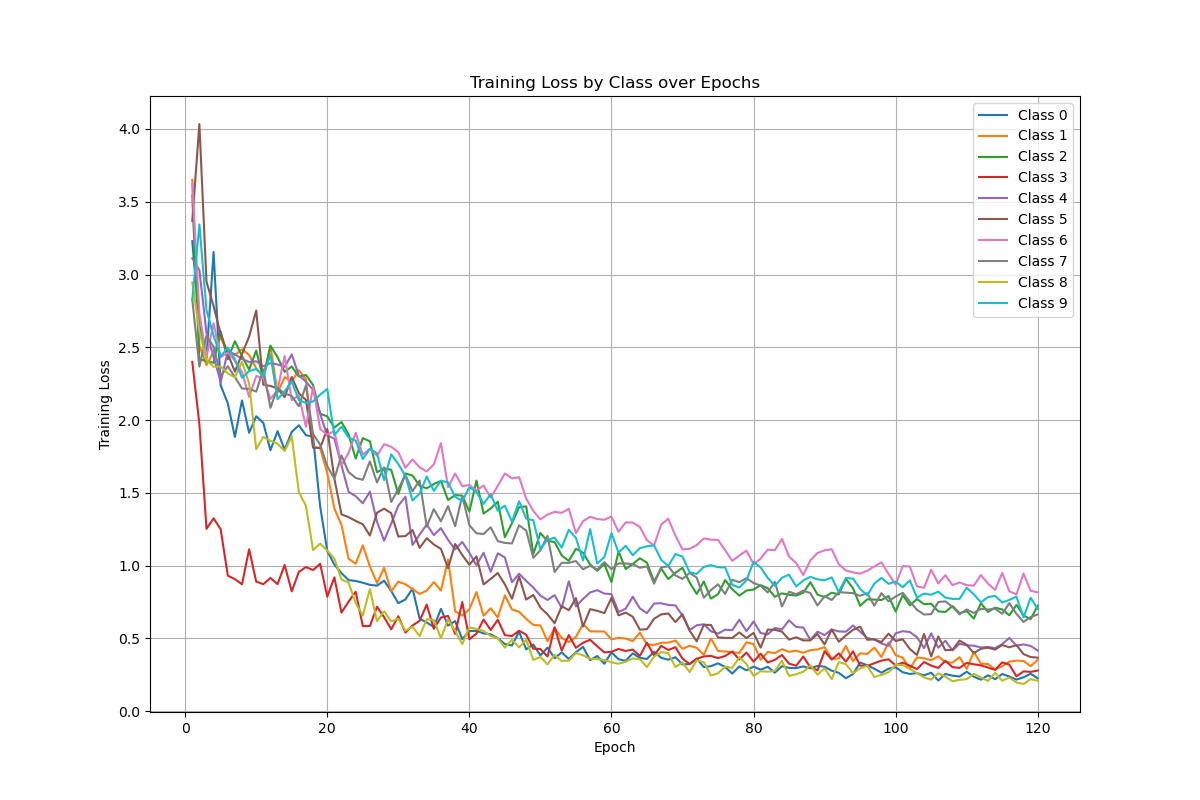 Training Loss by Class over Epochs
4.0
3.5
3.0
2.5
2.0
1.5
1.0
0.5
0.0
Training Loss
0 20 40 60 80 100 120
Epoch
Class 0
Class 1
Class 2
Class 3
Class 4
Class 5
Class 6
Class 7
Class 8
Class 9